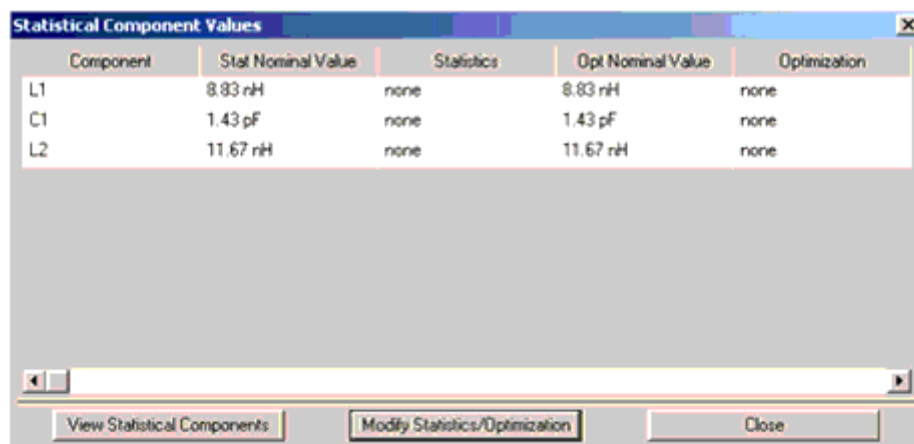 Statistical Component Values
Component Stat Nominal Value Statistics Opt Nominal Value Optimization
L1 8.83 nH none 8.83 nH none
C1 1.43 pF none 1.43 pF none
L2 11.67 nH none 11.67 nH none
View Statistical Components Modify Statistics/Optimization Close